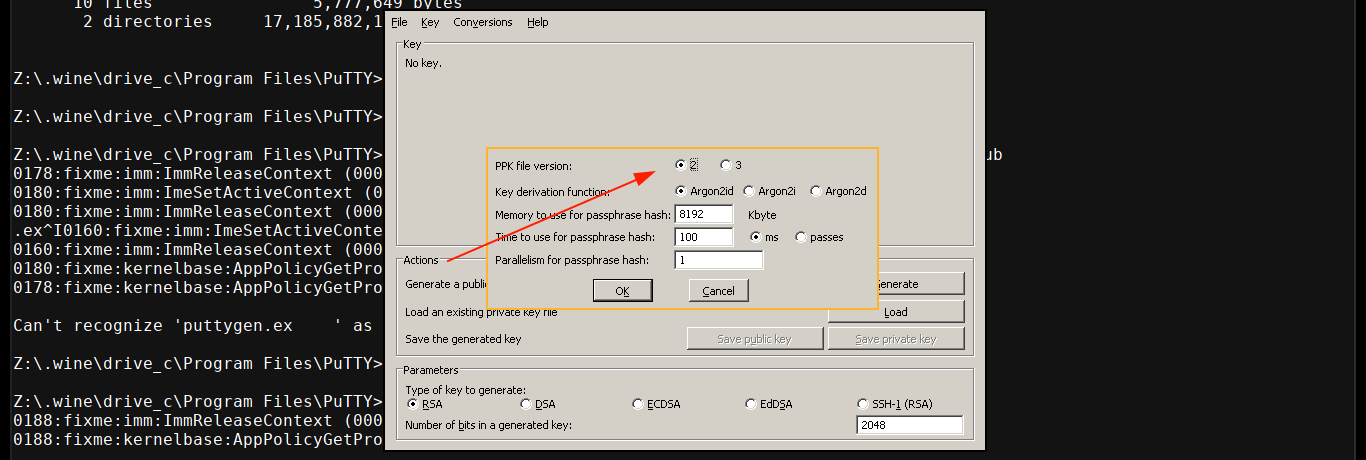 10 files 5,777,649 bytes
2 directories 17,185,882,1
Z:\.wine\drive_c\Program Files\PuTTY>
Z:\.wine\drive_c\Program Files\PuTTY>
Z:\.wine\drive_c\Program Files\PuTTY> ub
0178:fixme:imm:ImmReleaseContext (000
0180:fixme:imm:ImeSetActiveContext (0
0180:fixme:imm:ImmReleaseContext (000
.ex^I0160:fixme:imm:ImeSetActiveConte
0160:fixme:imm:ImmReleaseContext (000
0180:fixme:kernelbase:AppPolicyGetPro
0178:fixme:kernelbase:AppPolicyGetPro
Can't recognize 'puttygen.ex ' as
Z:\.wine\drive_c\Program Files\PuTTY>
Z:\.wine\drive_c\Program Files\PuTTY>
0188:fixme:imm:ImmReleaseContext (000
0188:fixme:kernelbase:AppPolicyGetPro
File Key Conversions Help
Key
No key.
PPK file version: 2 3
Key derivation function: Argon2id Argon2i Argon2d
Memory to use for passphrase hash: 8192 Kbyte
Time to use for passphrase hash: 100 ms passes
Parallelism for passphrase hash: 1
OK Cancel
Actions
Generate a publi enerate
Load an existing private key file Load
Save the generated key Save public key Save private key
Parameters
Type of key to generate:
RSA DSA ECDSA EdDSA SSH-1 (RSA)
Number of bits in a generated key: 2048